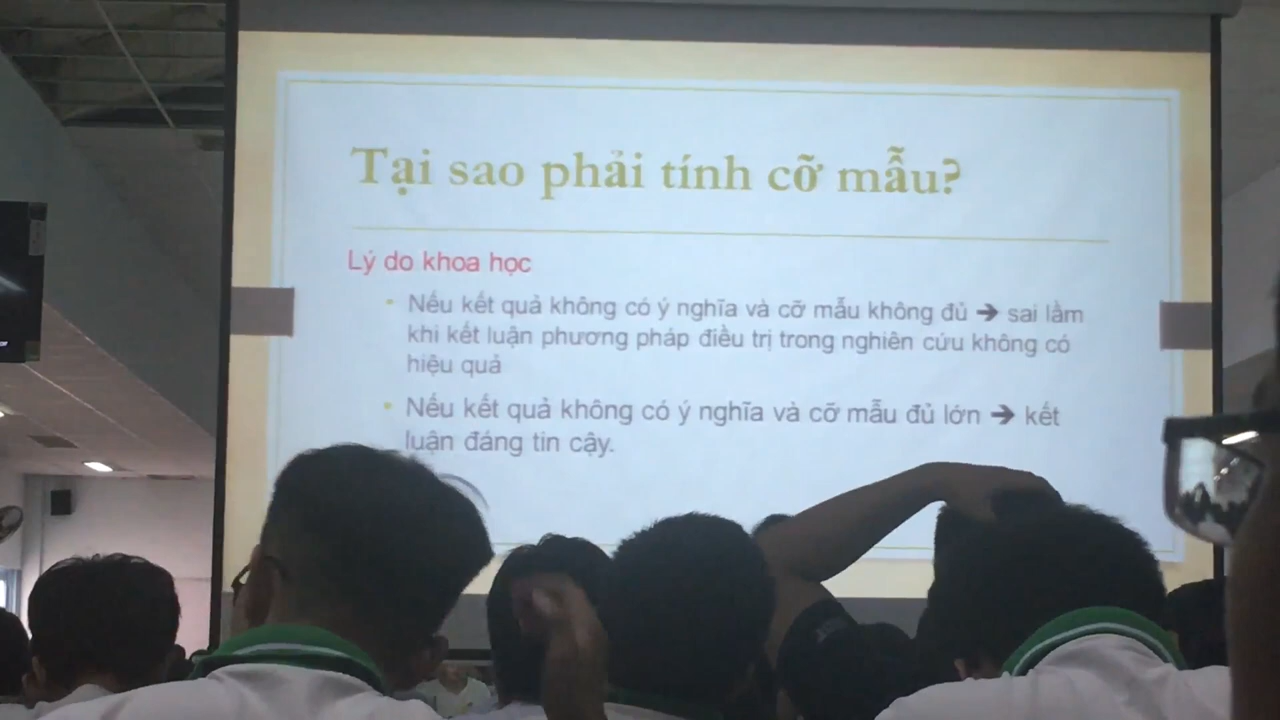 Tại sao phải tính cỡ mẫu?
Lý do khoa học
• Nếu kết quả không có ý nghĩa và cỡ mẫu không đủ ➔ sai lầm
khi kết luận phương pháp điều trị trong nghiên cứu không có
hiệu quả
• Nếu kết quả không có ý nghĩa và cỡ mẫu đủ lớn ➔ kết
luận đáng tin cậy.